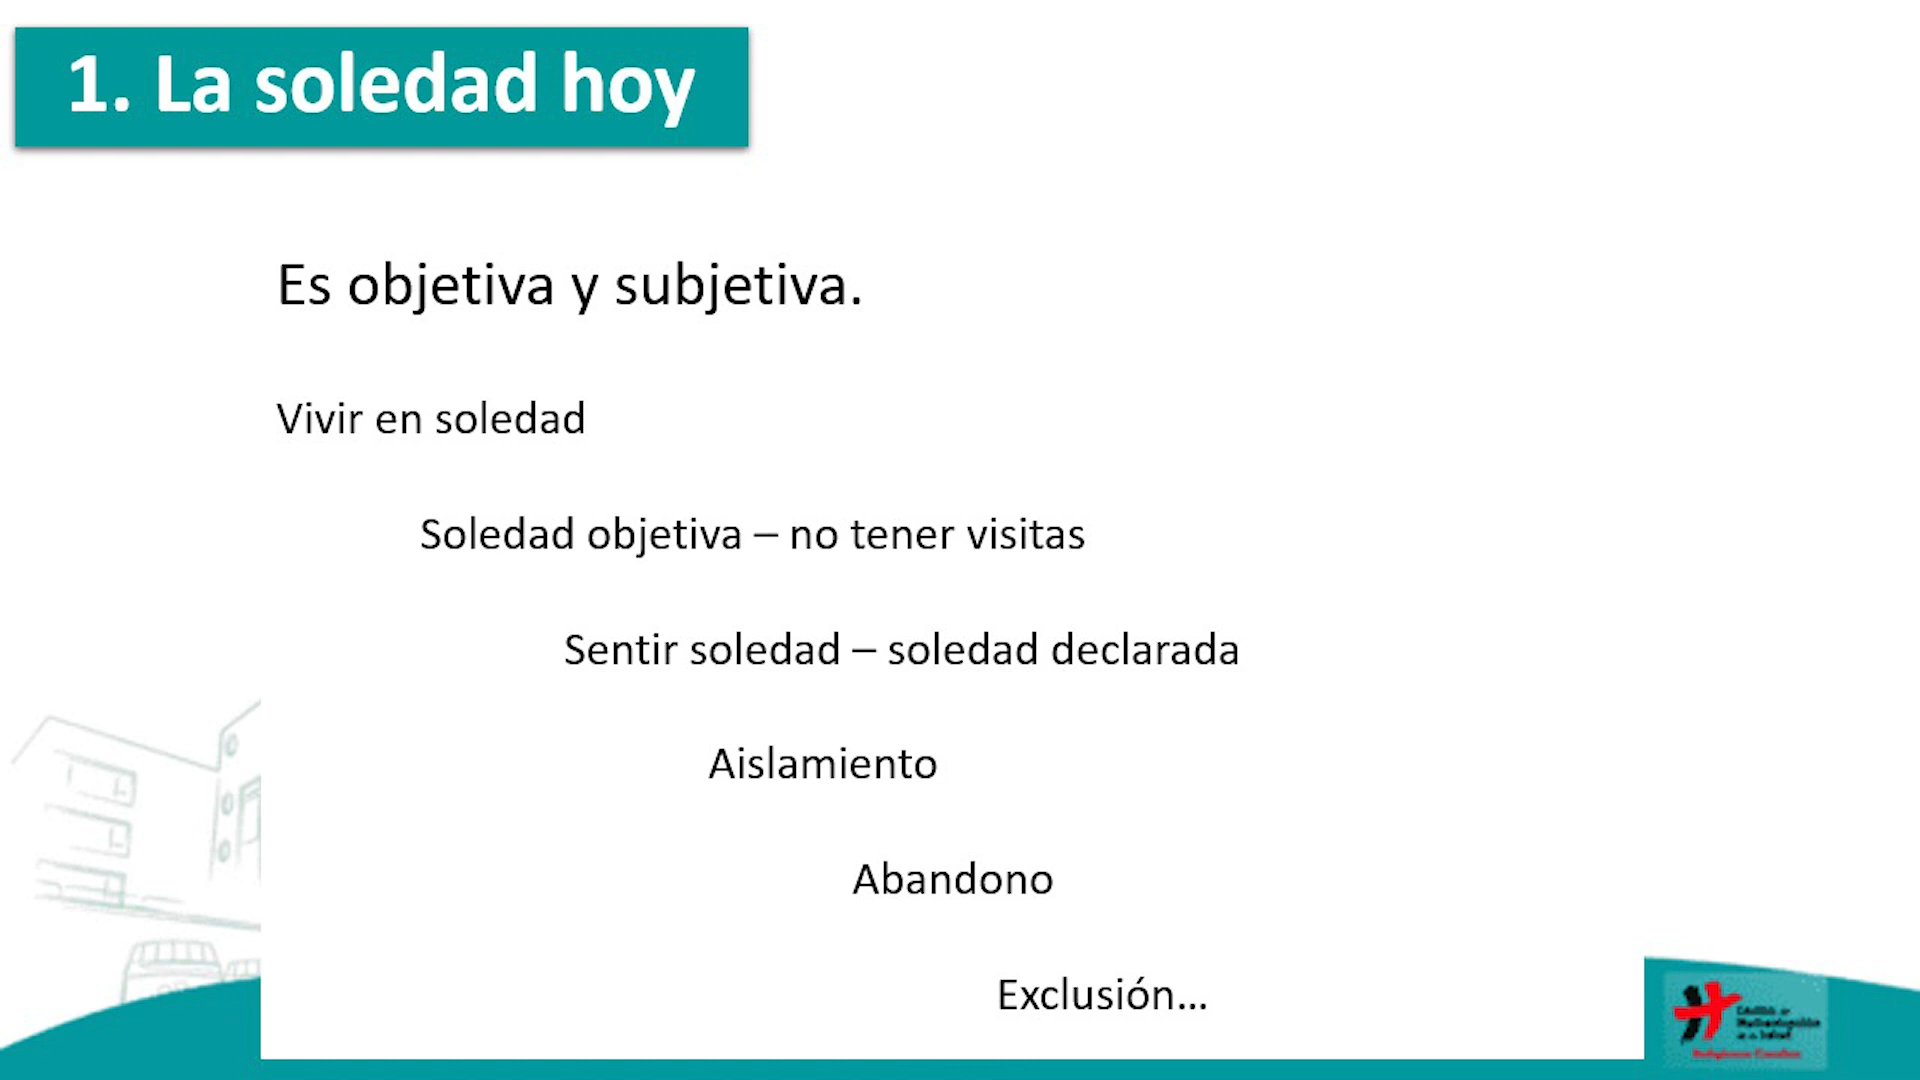 1. La soledad hoy
Es objetiva y subjetiva.
Vivir en soledad
Soledad objetiva – no tener visitas
Sentir soledad – soledad declarada
Aislamiento
Abandono
Exclusión...